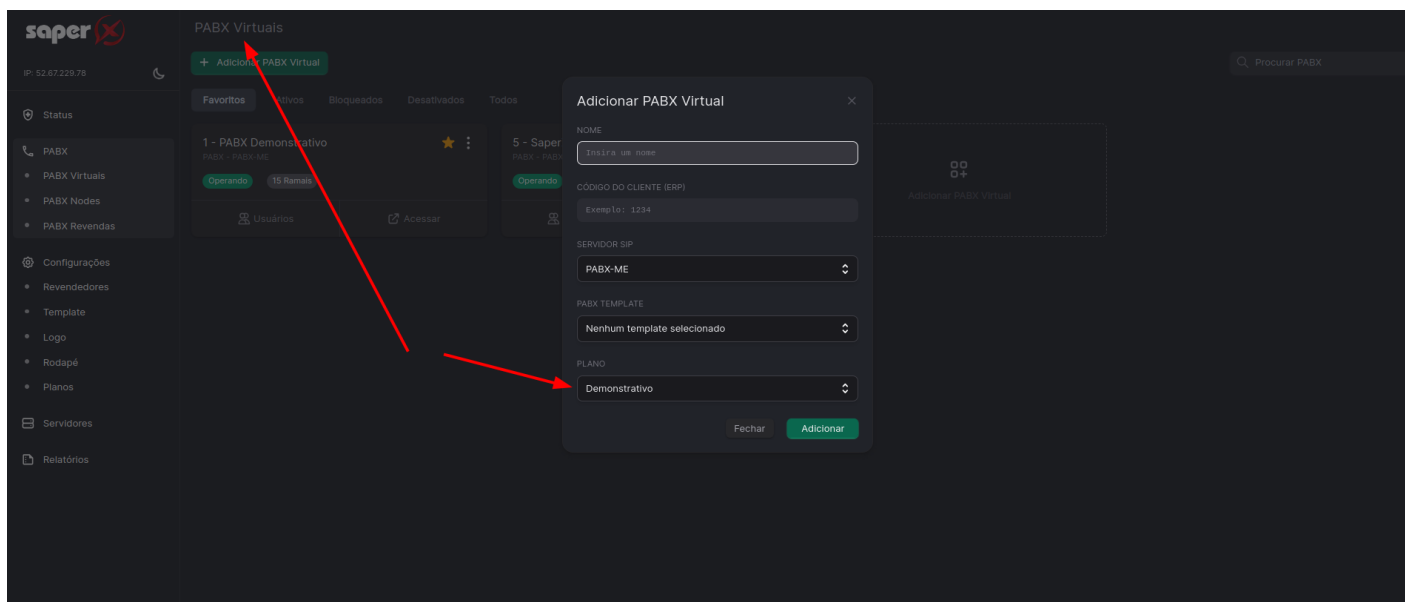 saper x
IP: 52.67.229.78
Status
PABX
PABX Virtuais
PABX Nodes
PABX Revendas
Configurações
Revendedores
Template
Logo
Rodapé
Planos
Servidores
Relatórios
PABX Virtuais
+ Adicionar PABX Virtual
Procurar PABX
Favoritos Ativos Bloqueados Desativados Todos
1 - PABX Demonstrativo
PABX - PABX-ME
Operando 15 Ramais
Usuários Acessar
5 - Saper
PABX - PABX
Operando
Adicionar PABX Virtual
Adicionar PABX Virtual
NOME
Insira um nome
CÓDIGO DO CLIENTE (ERP)
Exemplo: 1234
SERVIDOR SIP
PABX-ME
PABX TEMPLATE
Nenhum template selecionado
PLANO
Demonstrativo
Fechar Adicionar